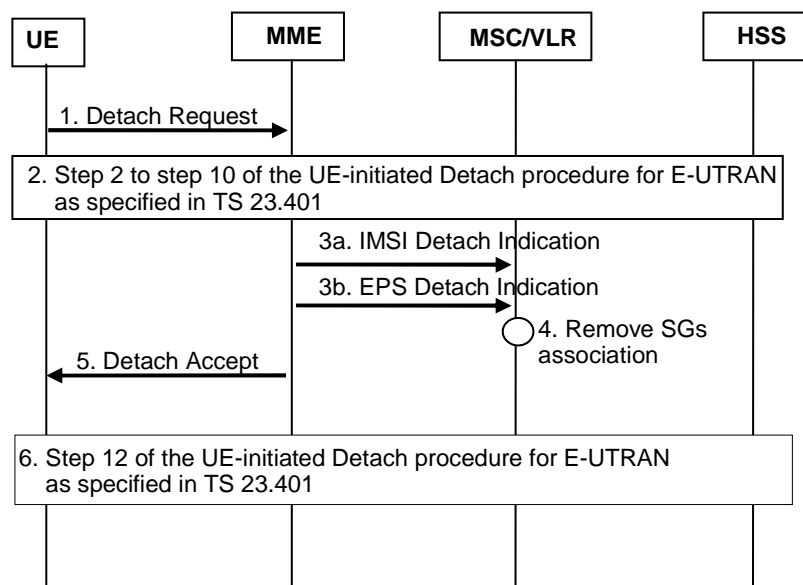 UE
MME
MSC/VLR
HSS
1. Detach Request
2. Step 2 to step 10 of the UE-initiated Detach procedure for E-UTRAN
as specified in TS 23.401
3a. IMSI Detach Indication
3b. EPS Detach Indication
4. Remove SGs
association
5. Detach Accept
6. Step 12 of the UE-initiated Detach procedure for E-UTRAN
as specified in TS 23.401